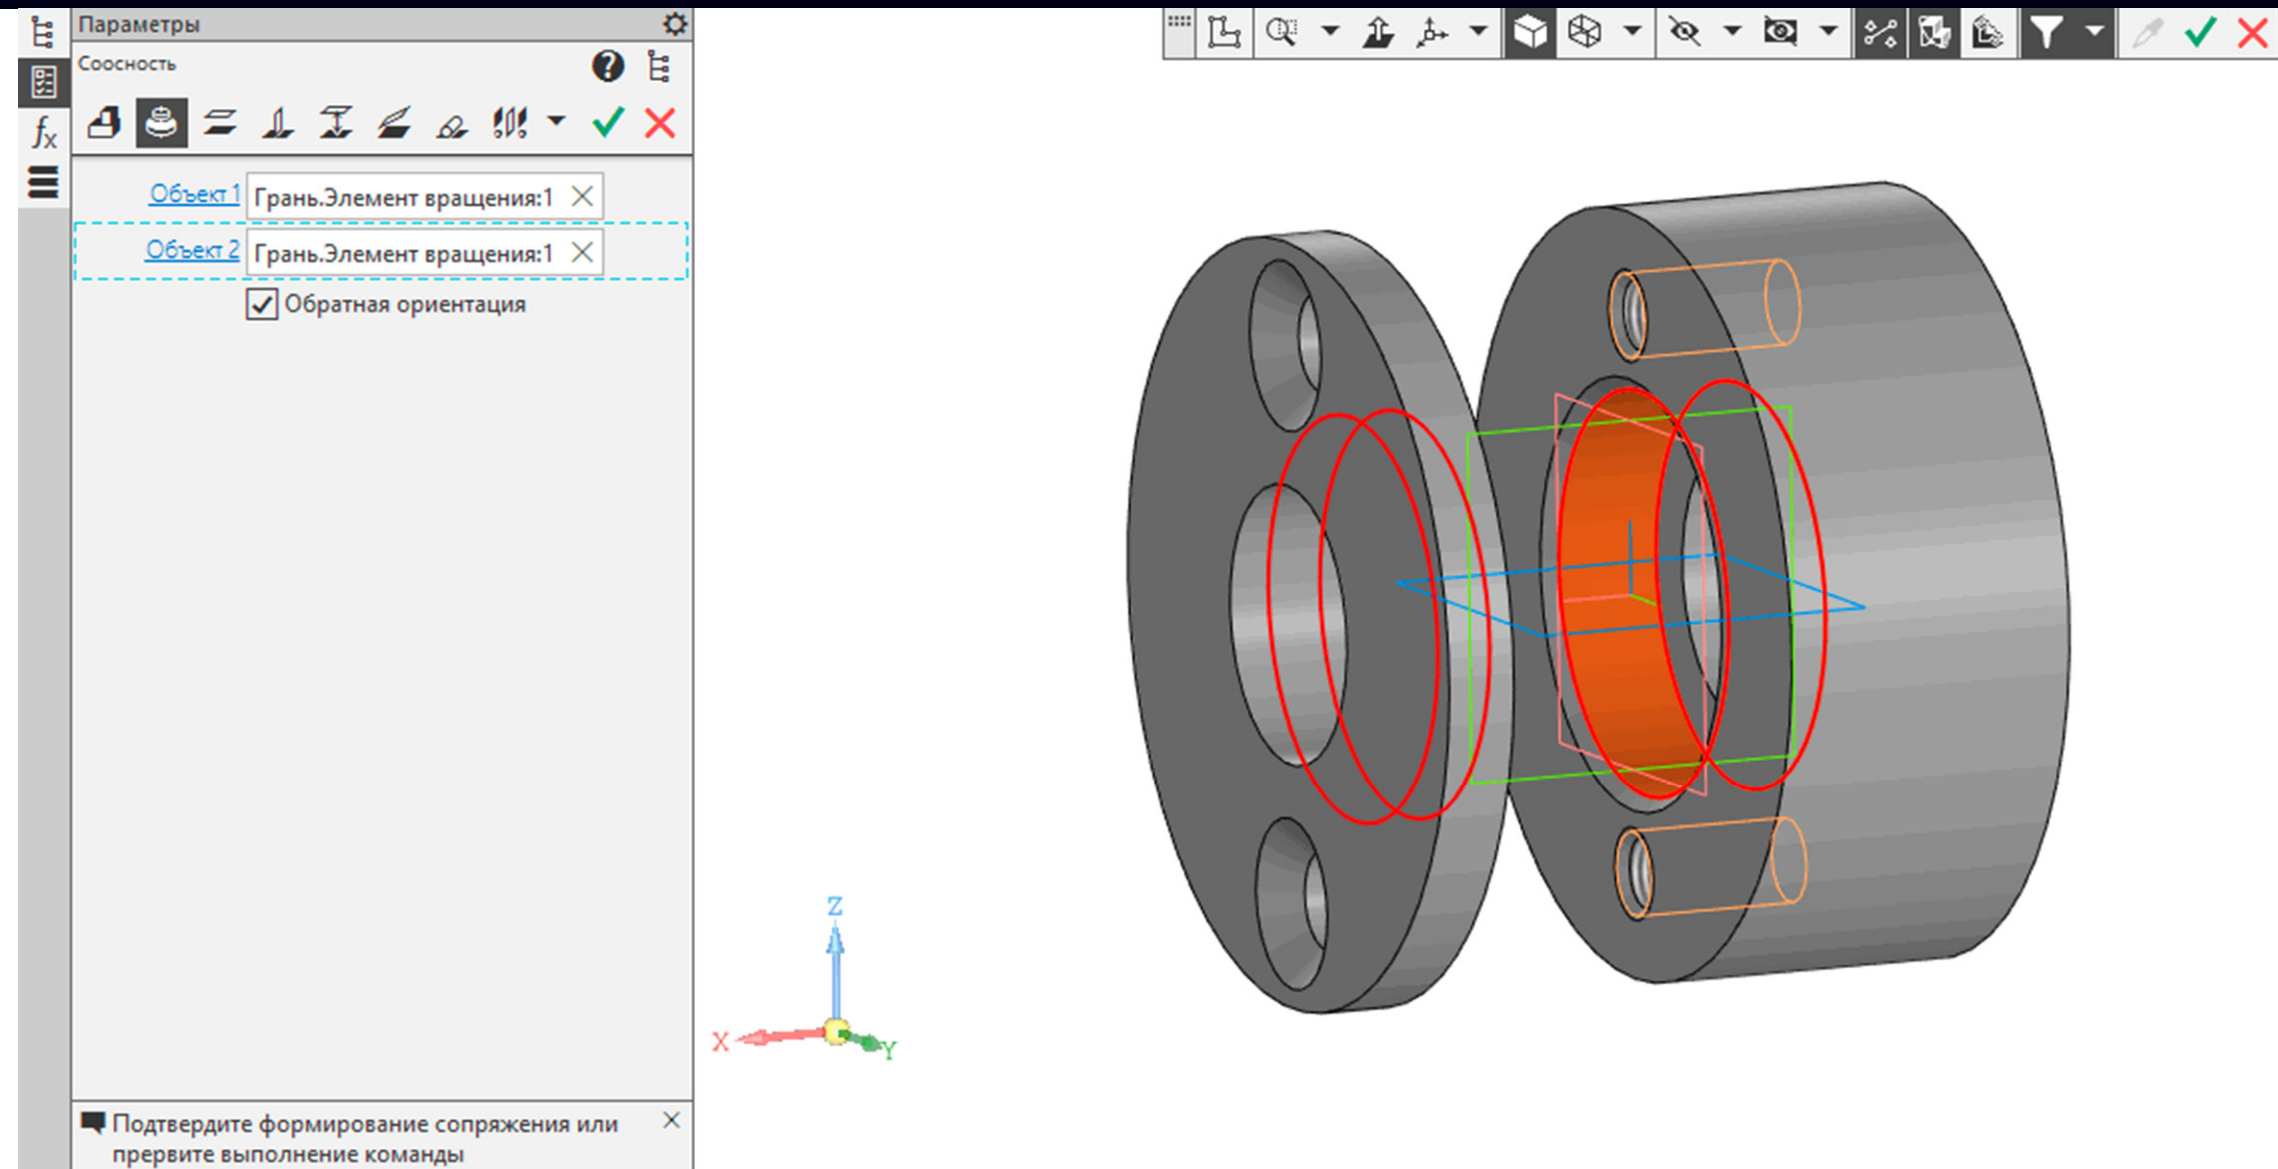 Параметры
Соосность
fx
Объект 1 Грань.Элемент вращения:1
Объект 2 Грань.Элемент вращения:1
Обратная ориентация
Z
X
Y
Подтвердите формирование сопряжения или
прервите выполнение команды